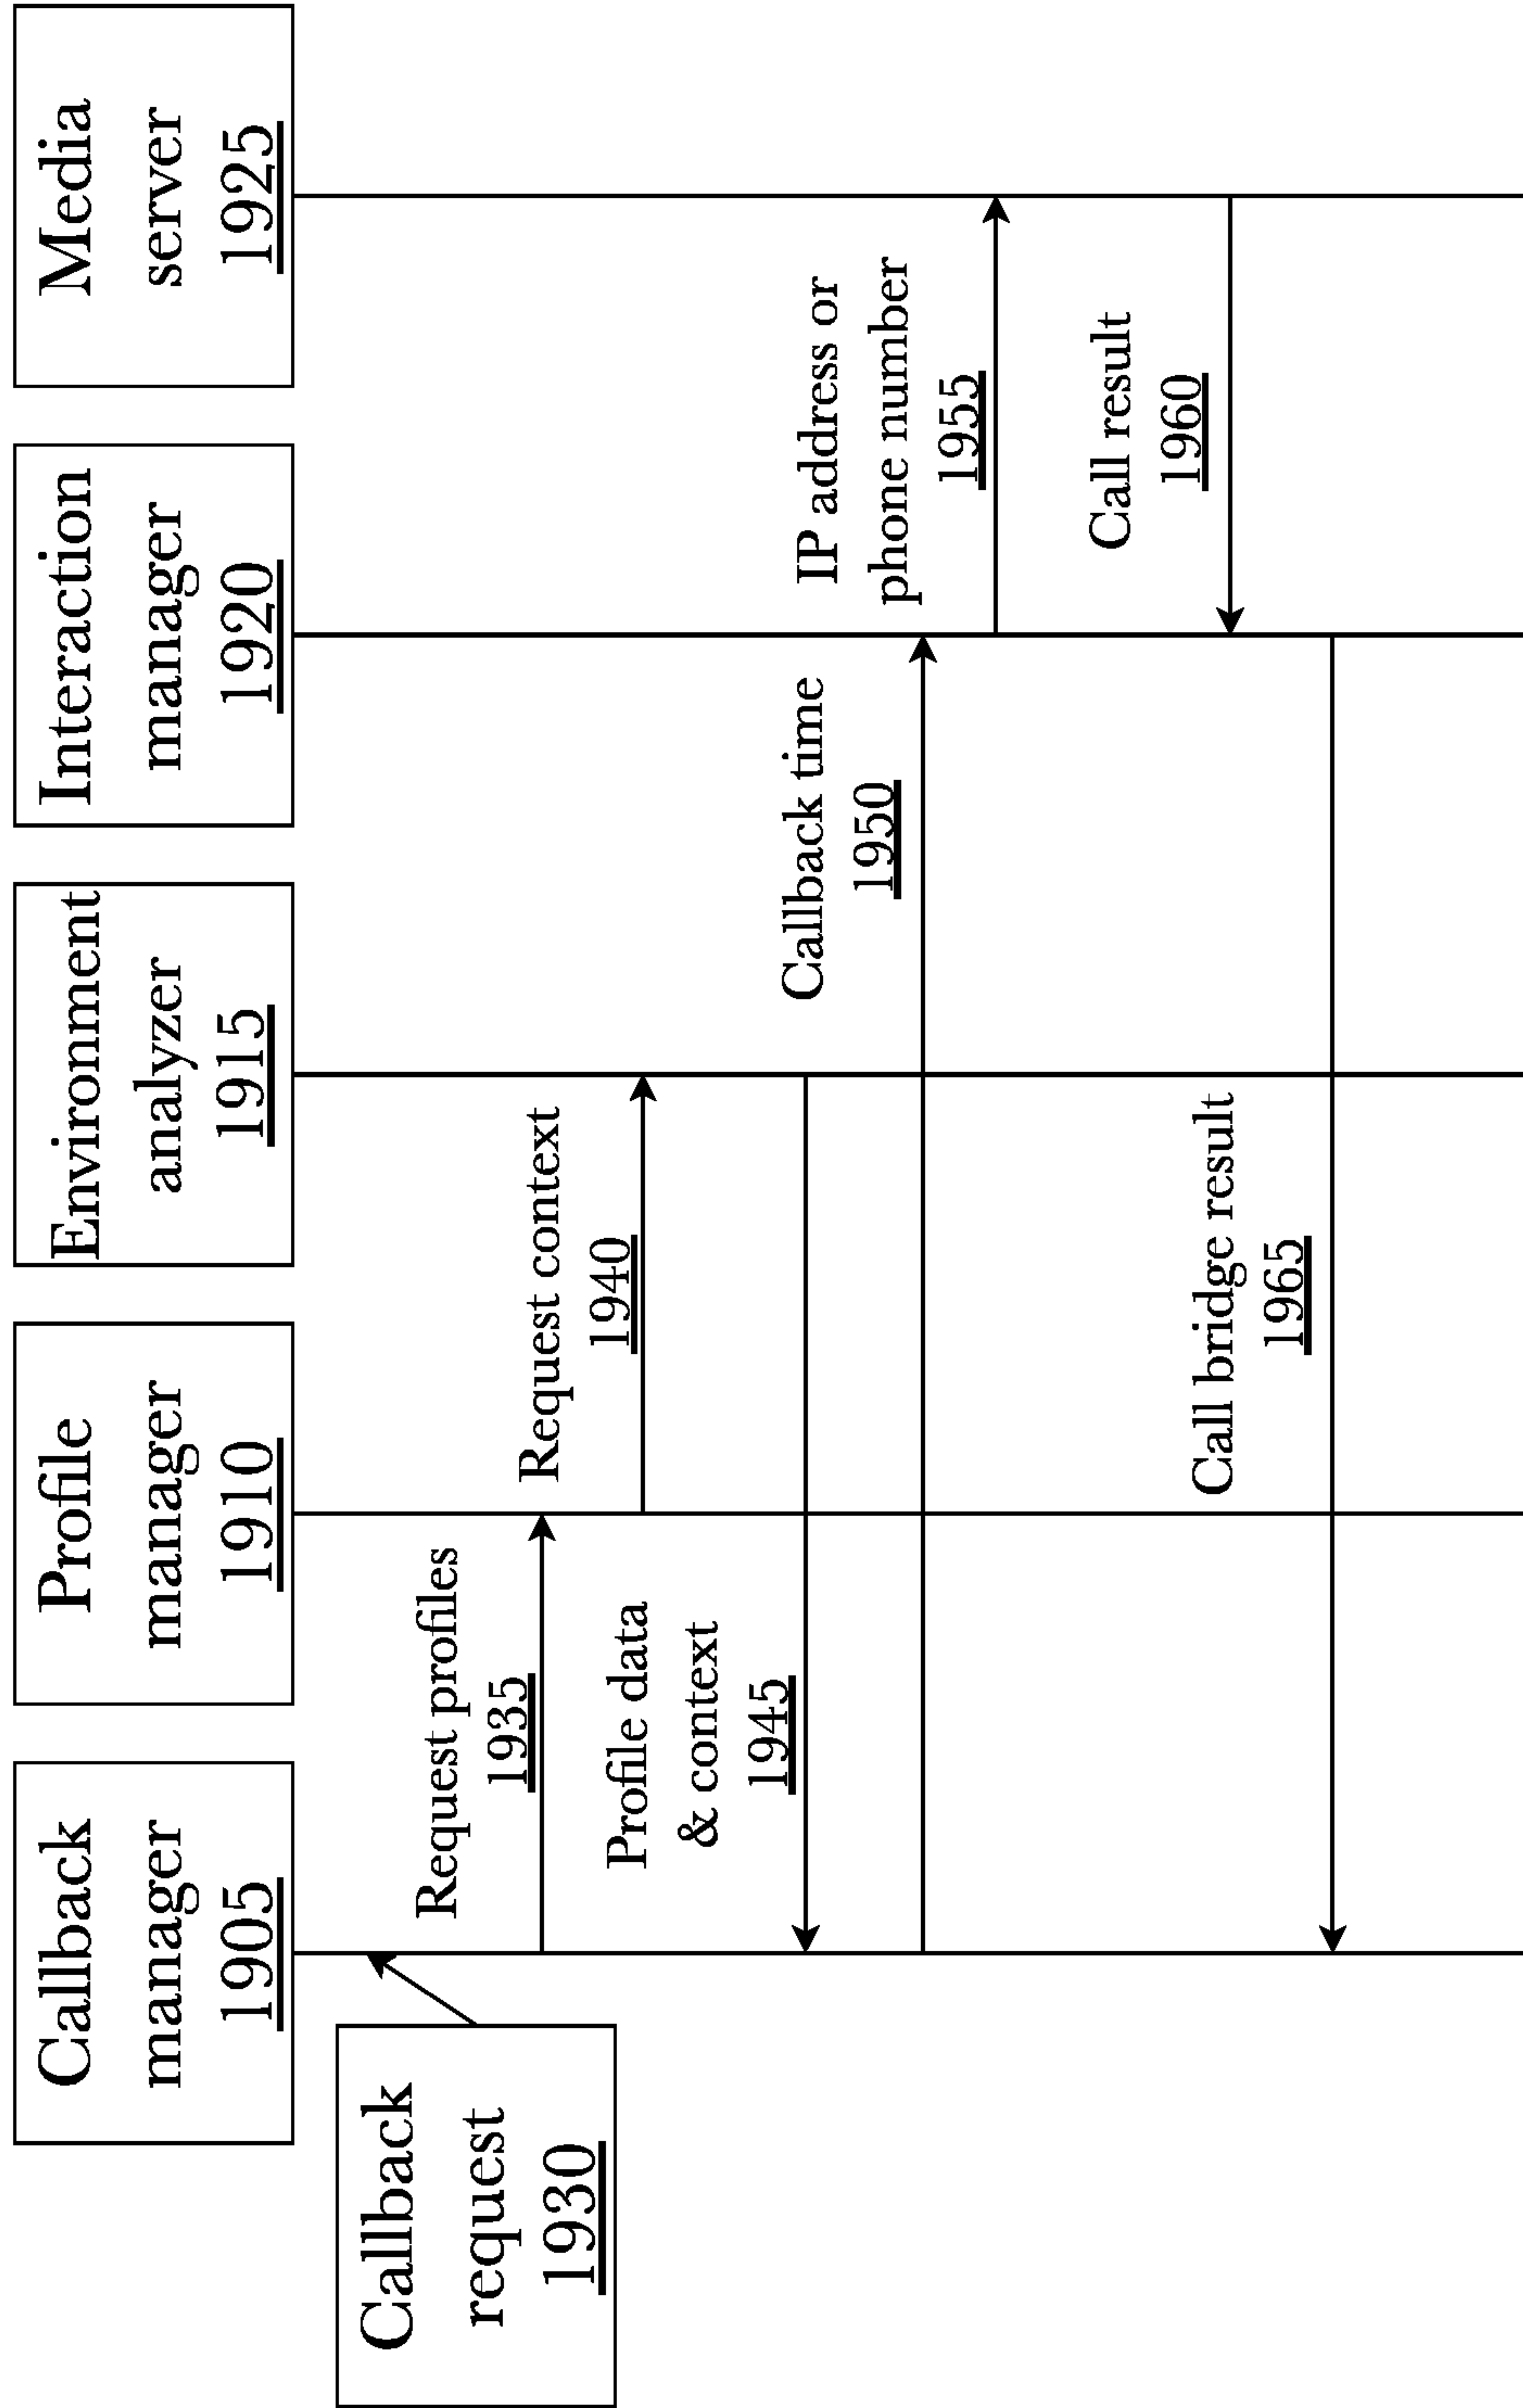 Callback
manager
1905
Profile
manager
1910
Environment
analyzer
1915
Interaction
manager
1920
Media
server
1925
Callback
request
1930
Request profiles
1935
Request context
1940
Profile data
& context
1945
Callback time
1950
IP address or
phone number
1955
Call result
1960
Call bridge result
1965